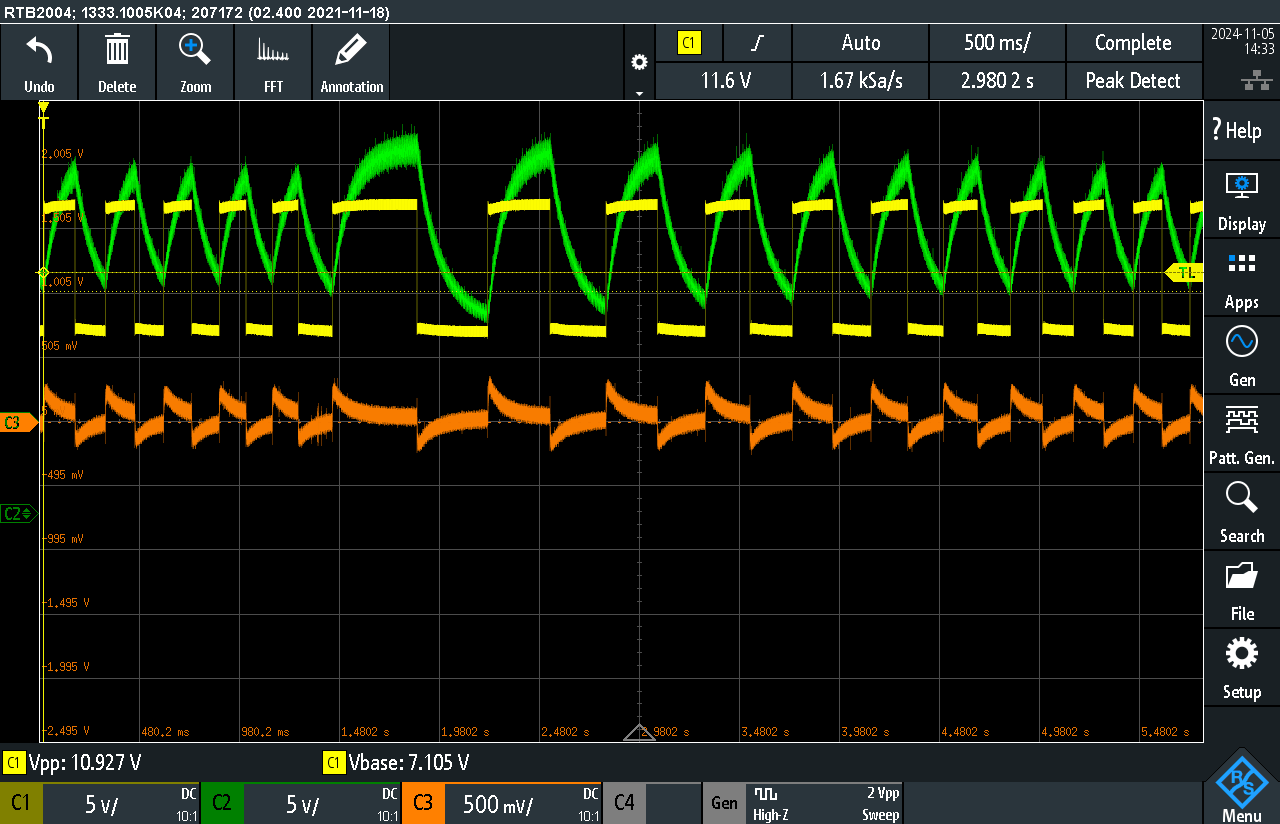 RTB2004; 1333.1005K04; 207172 (02.400 2021-11-18)
Undo
Delete
Zoom
FFT
Annotation
C1
Auto
500 ms/
Complete
11.6 V
1.67 kSa/s
2.980 2 s
Peak Detect
2024-11-05
14:33
? Help
Display
Apps
Gen
Patt. Gen.
Search
File
Setup
Menu
T
2.005 V
1.505 V
1.005 V
505 mV
TL
C3
5
-495 mV
C2
-995 mV
-1.495 V
-1.995 V
-2.495 V
480.2 ms
980.2 ms
1.4802 s
1.9802 s
2.4802 s
2.9802 s
3.4802 s
3.9802 s
4.4802 s
4.9802 s
5.4802 s
C1 Vpp: 10.927 V
C1 Vbase: 7.105 V
C1 5 V/ DC 10:1
C2 5 V/ DC 10:1
C3 500 mV/ DC 10:1
C4
Gen High-Z 2 Vpp Sweep
R&S